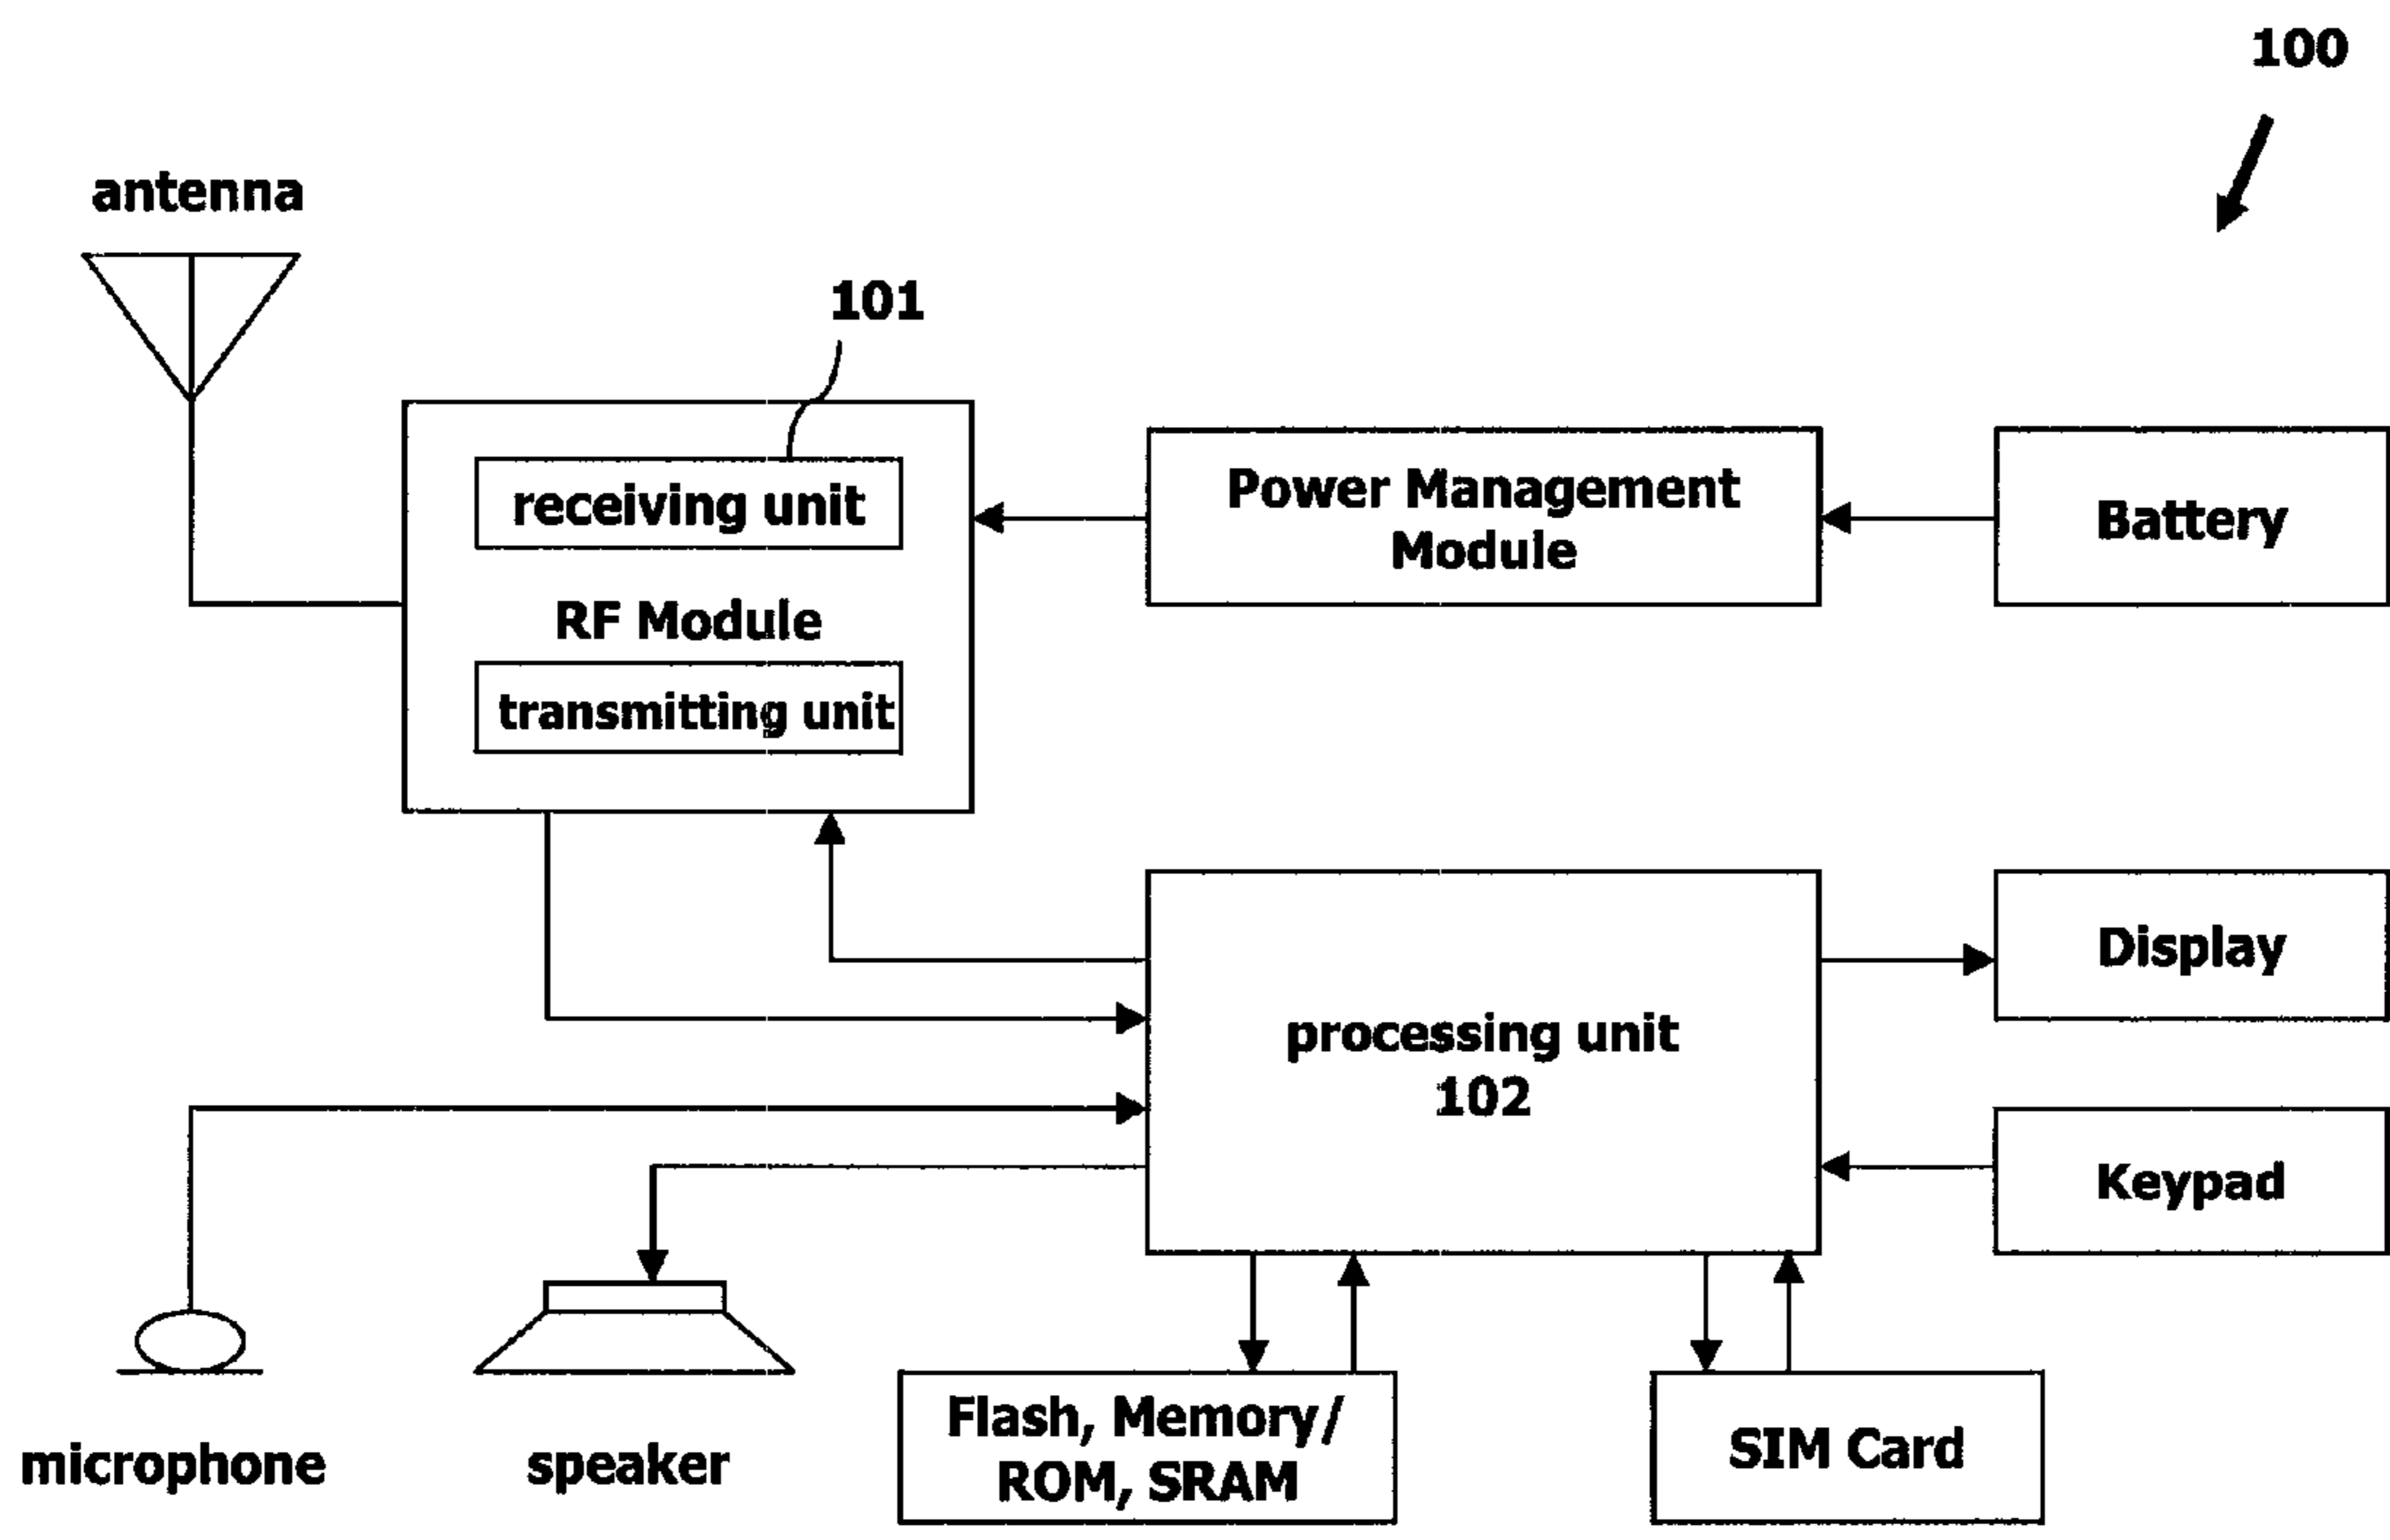 100
antenna
101
receiving unit
RF Module
transmitting unit
Power Management
Module
Battery
processing unit
102
Display
Keypad
microphone
speaker
Flash, Memory/
ROM, SRAM
SIM Card